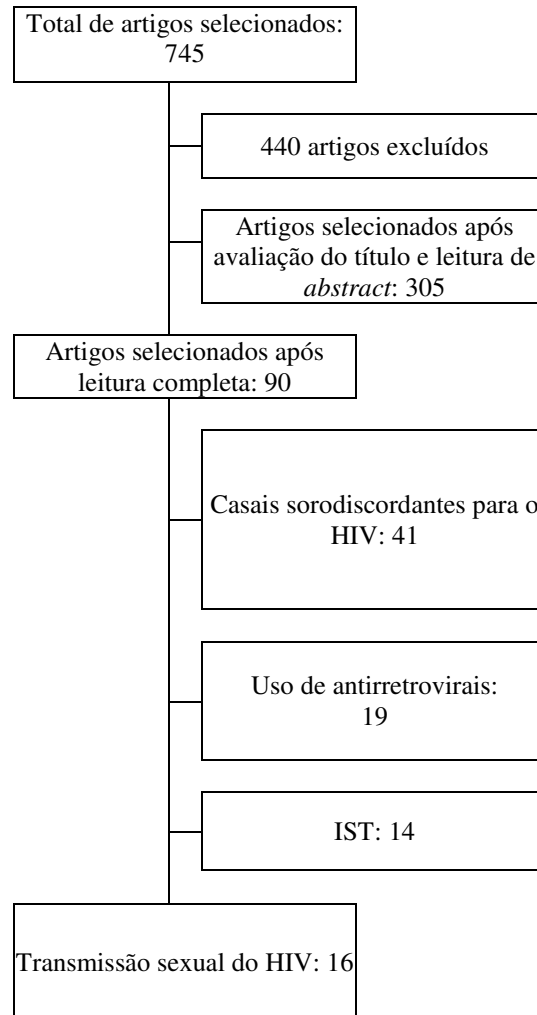 Total de artigos selecionados:
745
440 artigos excluídos
Artigos selecionados após
avaliação do título e leitura de
abstract: 305
Artigos selecionados após
leitura completa: 90
Casais sorodiscordantes para o
HIV: 41
Uso de antirretrovirais:
19
IST: 14
Transmissão sexual do HIV: 16